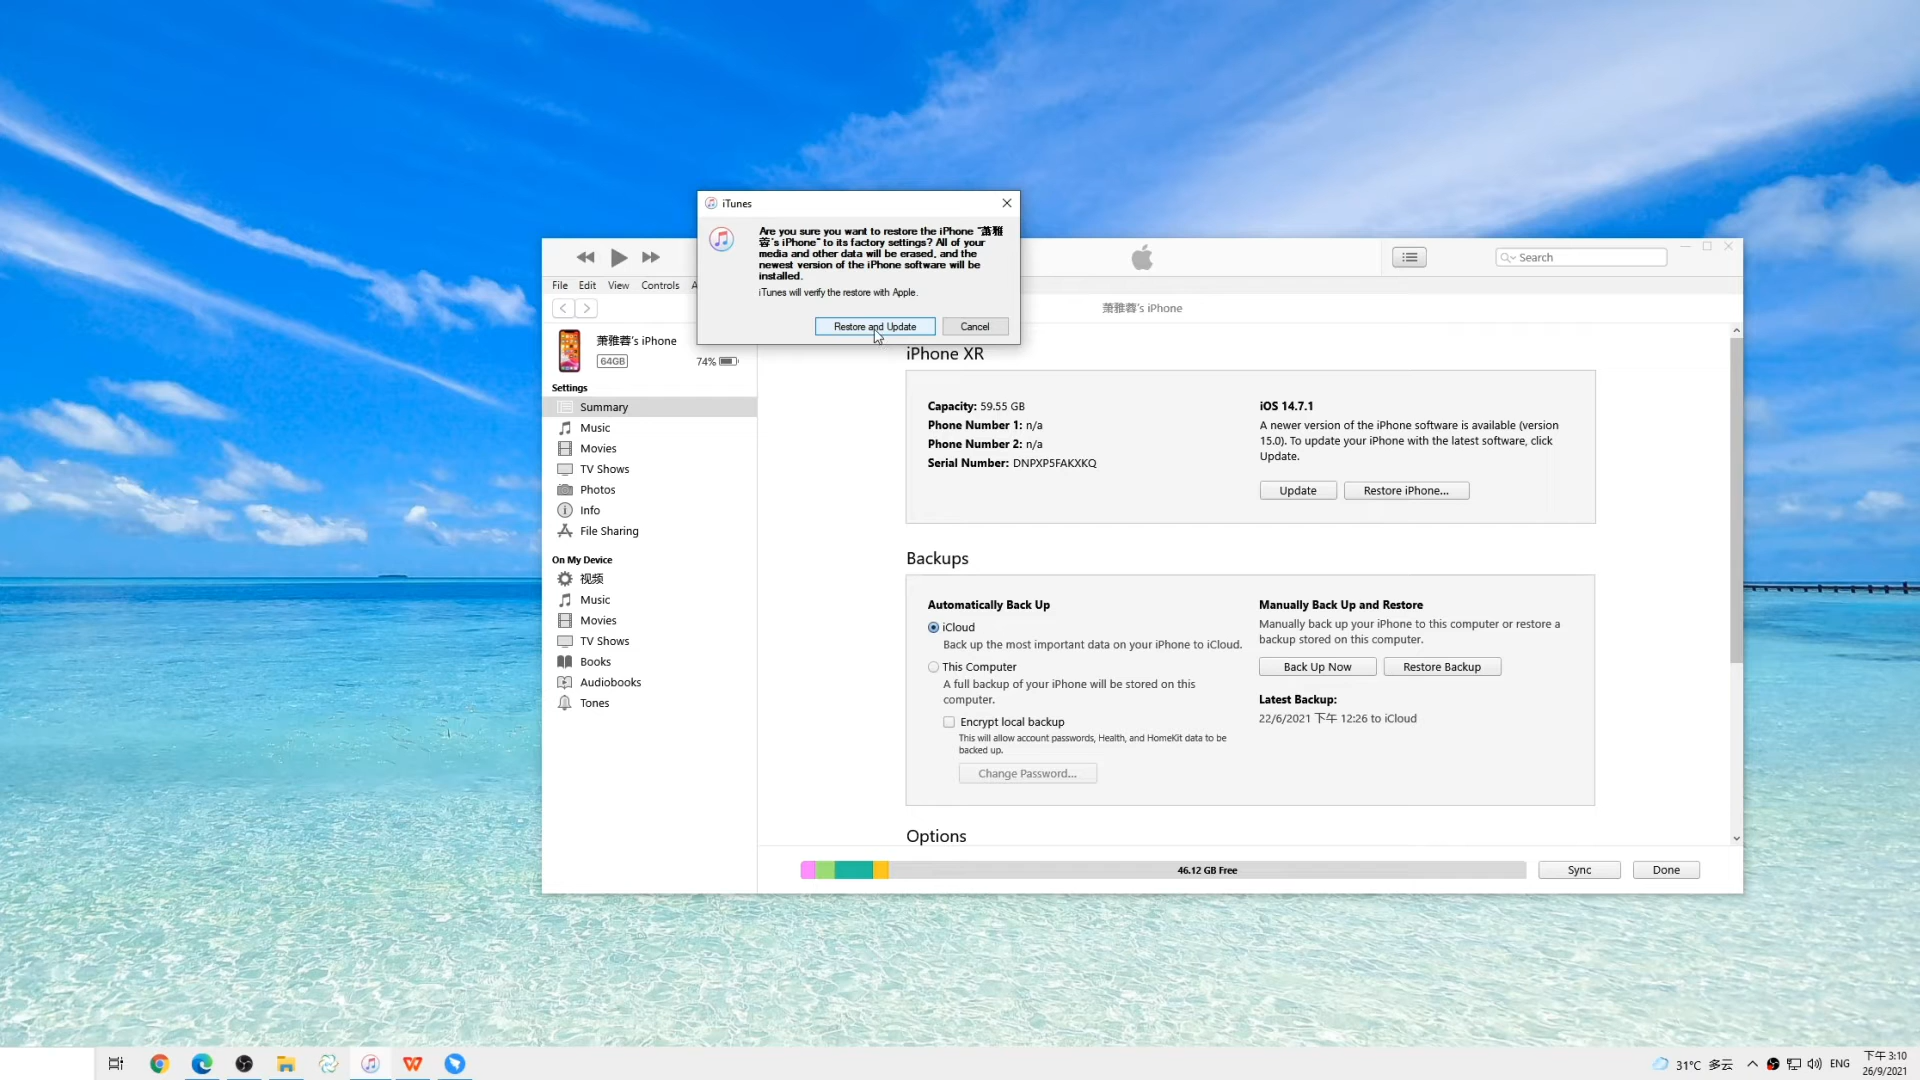 iTunes
Are you sure you want to restore the iPhone “萧雅
蓉’s iPhone” to its factory settings? All of your
media and other data will be erased, and the
newest version of the iPhone software will be
installed.
iTunes will verify the restore with Apple.
Restore and Update
Cancel
Search
File Edit View Controls A
萧雅蓉’s iPhone
萧雅蓉’s iPhone
64GB
74%
Settings
Summary
Music
Movies
TV Shows
Photos
Info
File Sharing
On My Device
视频
Music
Movies
TV Shows
Books
Audiobooks
Tones
iPhone XR
Capacity: 59.55 GB
Phone Number 1: n/a
Phone Number 2: n/a
Serial Number: DNPXP5FAKXKQ
iOS 14.7.1
A newer version of the iPhone software is available (version
15.0). To update your iPhone with the latest software, click
Update.
Update
Restore iPhone...
Backups
Automatically Back Up
iCloud
Back up the most important data on your iPhone to iCloud.
This Computer
A full backup of your iPhone will be stored on this
computer.
Encrypt local backup
This will allow account passwords, Health, and HomeKit data to be
backed up.
Change Password...
Manually Back Up and Restore
Manually back up your iPhone to this computer or restore a
backup stored on this computer.
Back Up Now
Restore Backup
Latest Backup:
22/6/2021 下午 12:26 to iCloud
Options
46.12 GB Free
Sync
Done
31°C 多云
ENG
下午 3:10
26/9/2021